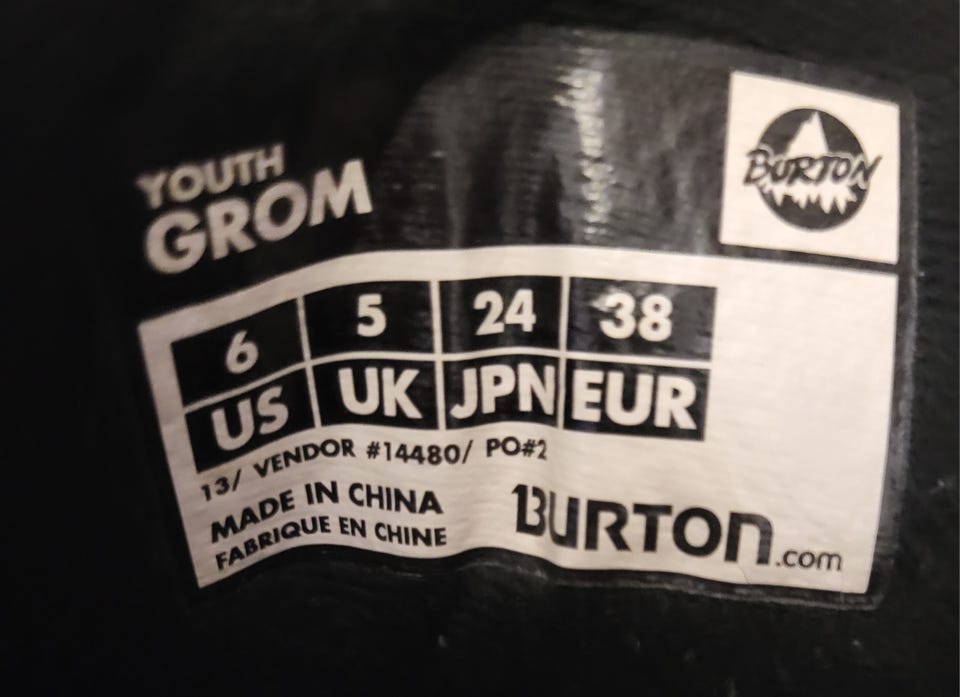 YOUTH
GROM
BURTON
6 5 24 38
US UK JPN EUR
13/ VENDOR #14480/ PO#2
MADE IN CHINA
FABRIQUE EN CHINE
BURTON.com